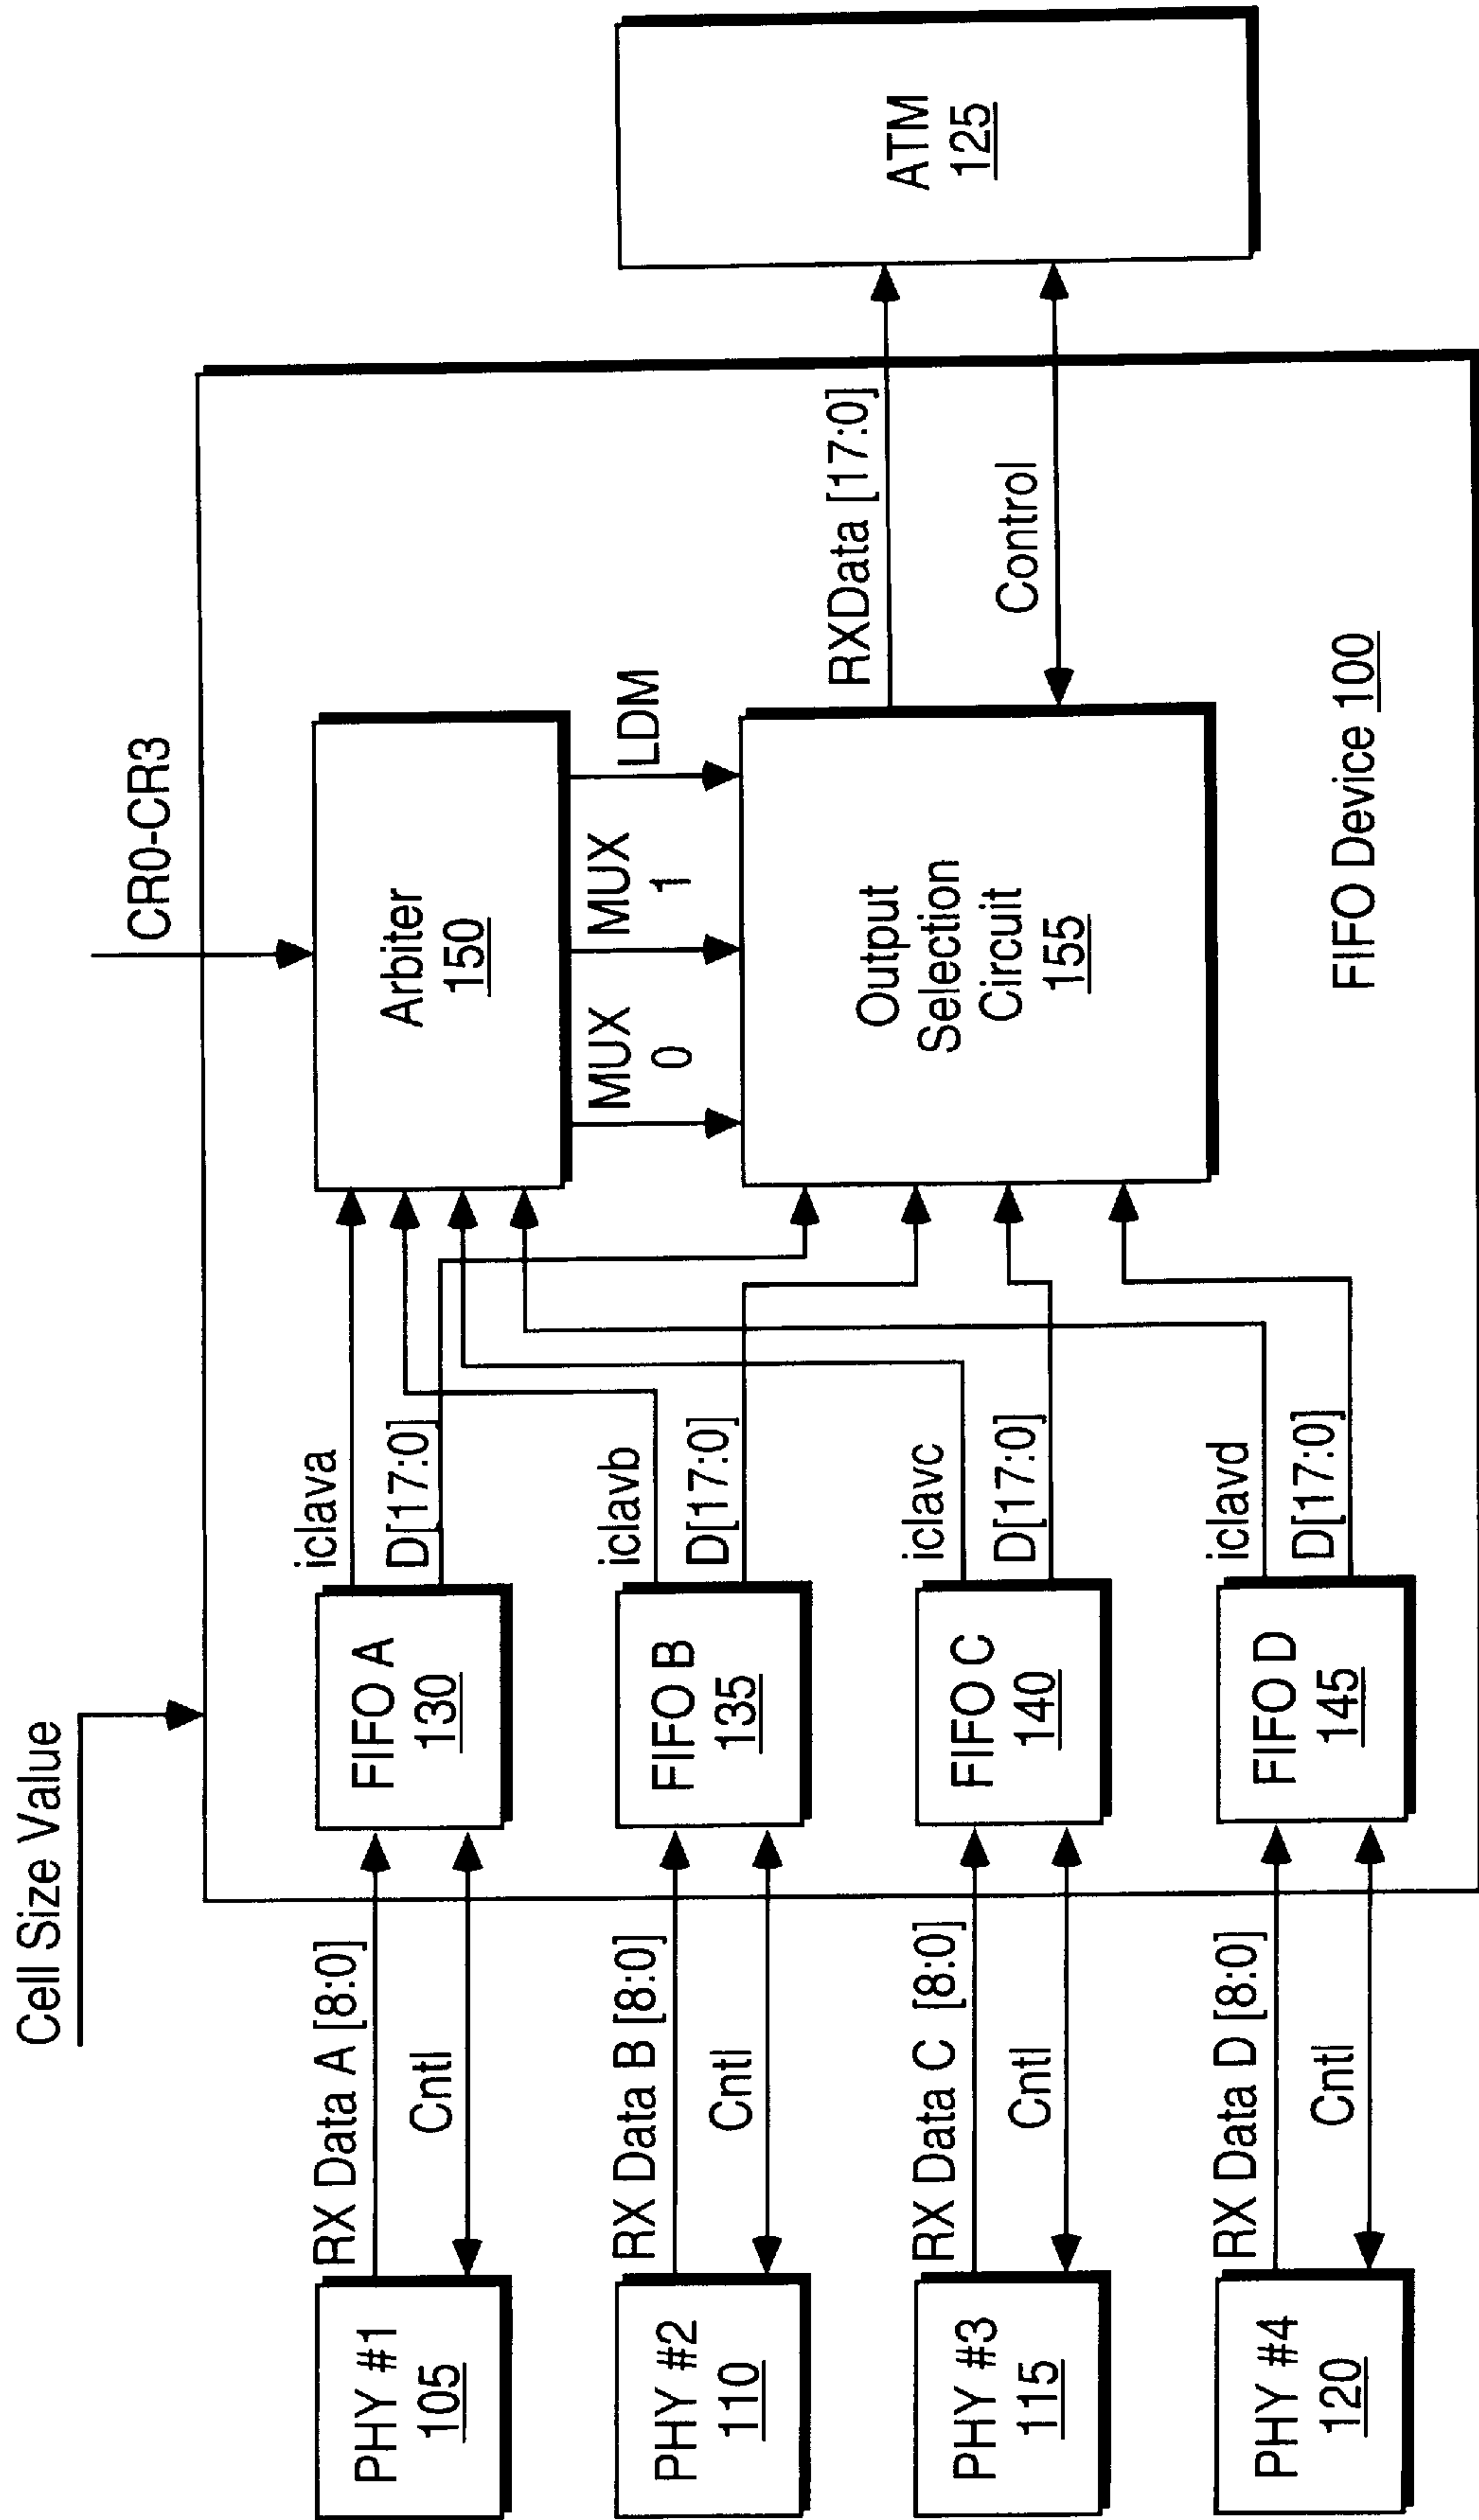 Cell Size Value
CR0-CR3
PHY #1
105
RX Data A [8:0]
Cntl
FIFO A
130
iclava
D[17:0]
Arbiter
150
MUX
0
MUX
1
LDM
PHY #2
110
RX Data B [8:0]
Cntl
FIFO B
135
iclavb
D[17:0]
Output
Selection
Circuit
155
RXData [17:0]
Control
ATM
125
PHY #3
115
RX Data C [8:0]
Cntl
FIFO C
140
iclavc
D[17:0]
PHY #4
120
RX Data D [8:0]
Cntl
FIFO D
145
iclavd
D[17:0]
FIFO Device 100